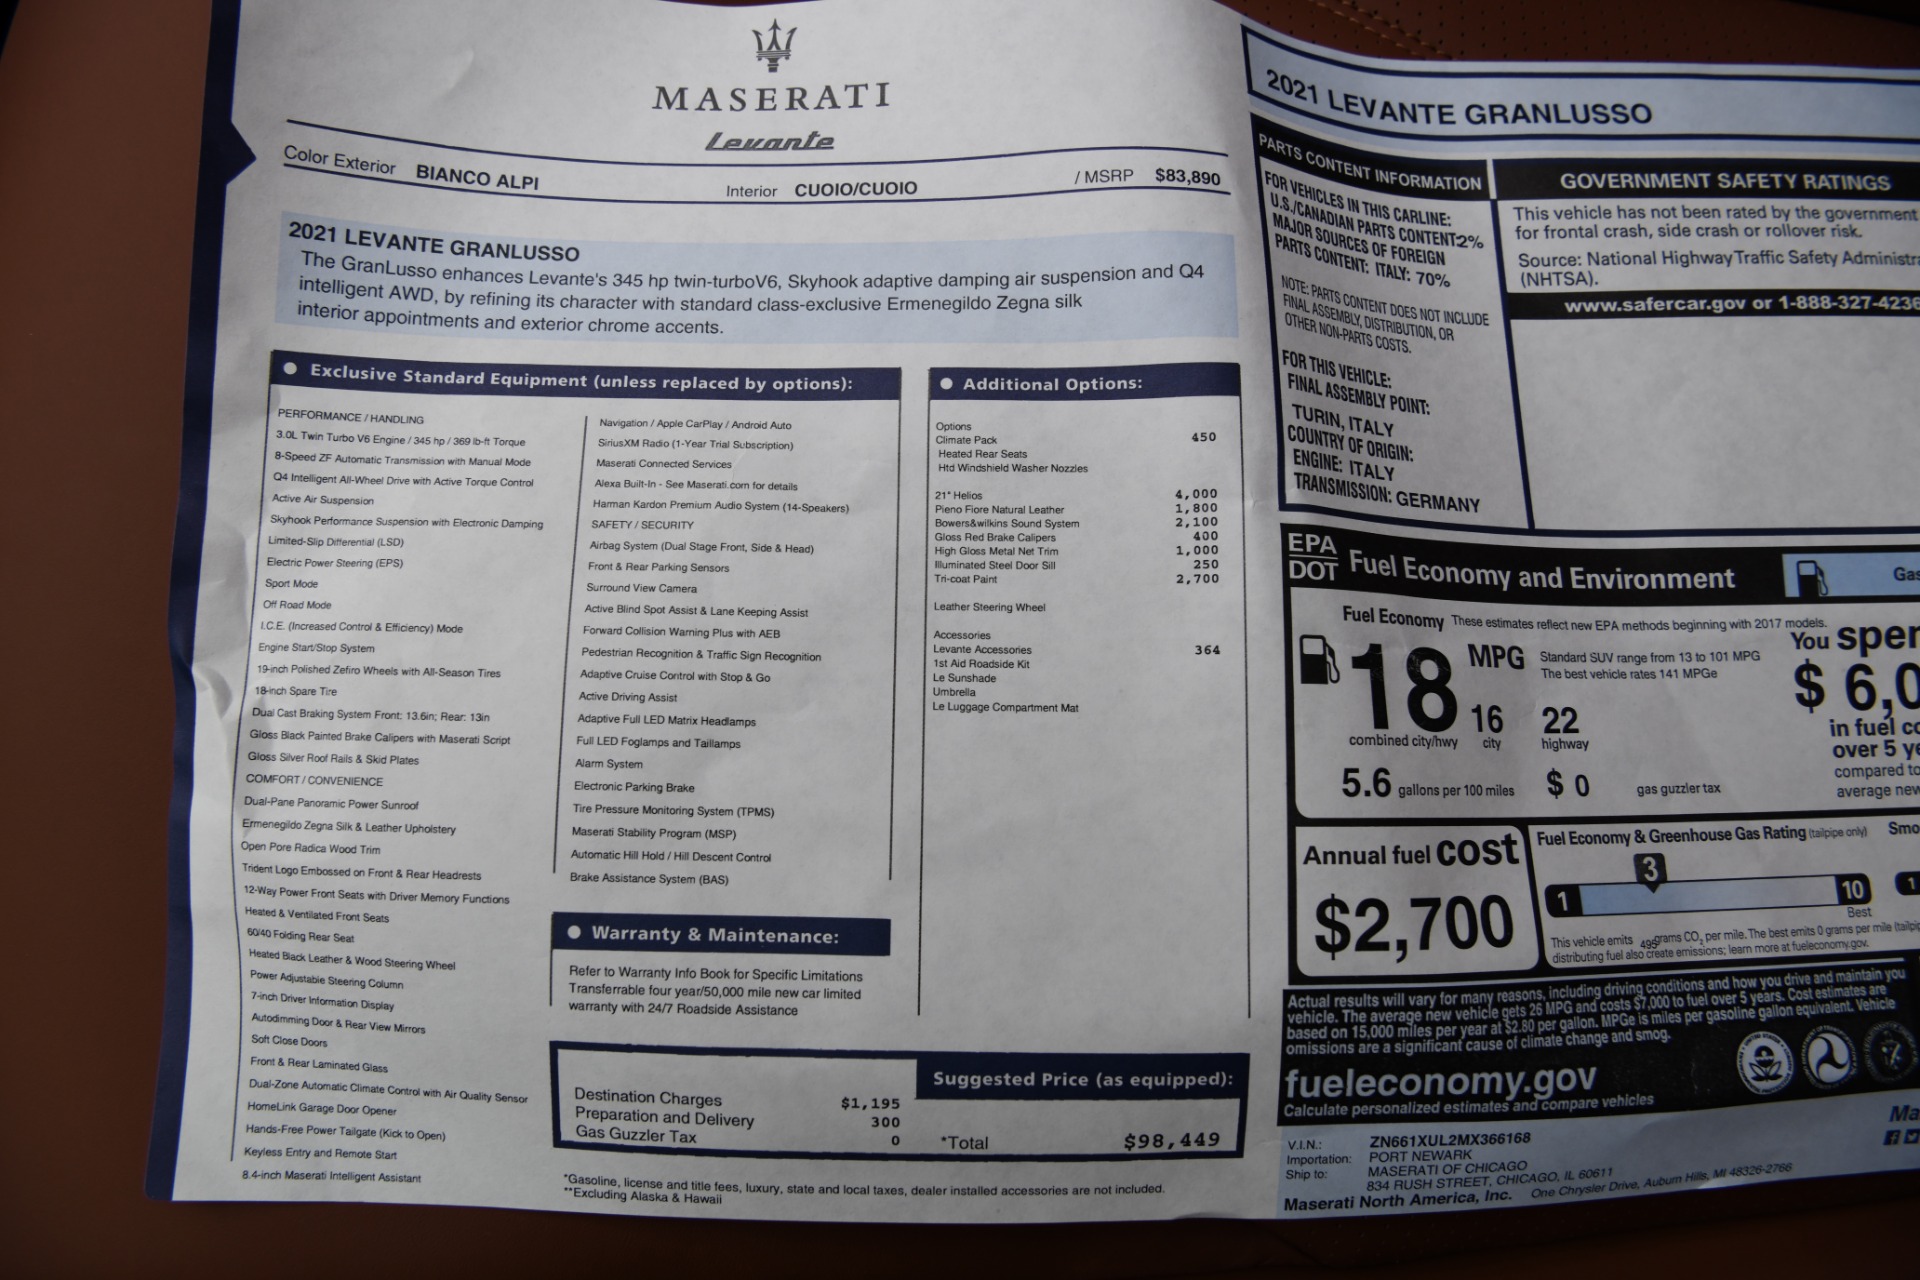 MASERATI
Levante
Color Exterior BIANCO ALPI
Interior CUOIO/CUOIO
/ MSRP $83,890
2021 LEVANTE GRANLUSSO
The GranLusso enhances Levante's 345 hp twin-turboV6, Skyhook adaptive damping air suspension and Q4
intelligent AWD, by refining its character with standard class-exclusive Ermenegildo Zegna silk
interior appointments and exterior chrome accents.
Exclusive Standard Equipment (unless replaced by options):
PERFORMANCE / HANDLING
3.0L Twin Turbo V6 Engine / 345 hp / 369 lb-ft Torque
8-Speed ZF Automatic Transmission with Manual Mode
Q4 Intelligent All-Wheel Drive with Active Torque Control
Active Air Suspension
Skyhook Performance Suspension with Electronic Damping
Limited-Slip Differential (LSD)
Electric Power Steering (EPS)
Sport Mode
Off Road Mode
I.C.E. (Increased Control & Efficiency) Mode
Engine Start/Stop System
19-inch Polished Zefiro Wheels with All-Season Tires
18-inch Spare Tire
Dual Cast Braking System Front: 13.6in; Rear: 13in
Gloss Black Painted Brake Calipers with Maserati Script
Gloss Silver Roof Rails & Skid Plates
COMFORT / CONVENIENCE
Dual-Pane Panoramic Power Sunroof
Ermenegildo Zegna Silk & Leather Upholstery
Open Pore Radica Wood Trim
Trident Logo Embossed on Front & Rear Headrests
12-Way Power Front Seats with Driver Memory Functions
Heated & Ventilated Front Seats
60/40 Folding Rear Seat
Heated Black Leather & Wood Steering Wheel
Power Adjustable Steering Column
7-inch Driver Information Display
Autodimming Door & Rear View Mirrors
Soft Close Doors
Front & Rear Laminated Glass
Dual-Zone Automatic Climate Control with Air Quality Sensor
HomeLink Garage Door Opener
Hands-Free Power Tailgate (Kick to Open)
Keyless Entry and Remote Start
8.4-inch Maserati Intelligent Assistant
Navigation / Apple CarPlay / Android Auto
SiriusXM Radio (1-Year Trial Subscription)
Maserati Connected Services
Alexa Built-In - See Maserati.com for details
Harman Kardon Premium Audio System (14-Speakers)
SAFETY / SECURITY
Airbag System (Dual Stage Front, Side & Head)
Front & Rear Parking Sensors
Surround View Camera
Active Blind Spot Assist & Lane Keeping Assist
Forward Collision Warning Plus with AEB
Pedestrian Recognition & Traffic Sign Recognition
Adaptive Cruise Control with Stop & Go
Active Driving Assist
Adaptive Full LED Matrix Headlamps
Full LED Foglamps and Taillamps
Alarm System
Electronic Parking Brake
Tire Pressure Monitoring System (TPMS)
Maserati Stability Program (MSP)
Automatic Hill Hold / Hill Descent Control
Brake Assistance System (BAS)
Warranty & Maintenance:
Refer to Warranty Info Book for Specific Limitations
Transferrable four year/50,000 mile new car limited
warranty with 24/7 Roadside Assistance
Additional Options:
Options
Climate Pack 450
Heated Rear Seats
Htd Windshield Washer Nozzles
21" Helios 4,000
Pieno Fiore Natural Leather 1,800
Bowers&wilkins Sound System 2,100
Gloss Red Brake Calipers 400
High Gloss Metal Net Trim 1,000
Illuminated Steel Door Sill 250
Tri-coat Paint 2,700
Leather Steering Wheel
Accessories
Levante Accessories 364
1st Aid Roadside Kit
Le Sunshade
Umbrella
Le Luggage Compartment Mat
Destination Charges $1,195
Preparation and Delivery 300
Gas Guzzler Tax 0
Suggested Price (as equipped):
*Total $98,449
*Gasoline, license and title fees, luxury, state and local taxes, dealer installed accessories are not included.
**Excluding Alaska & Hawaii
2021 LEVANTE GRANLUSSO
PARTS CONTENT INFORMATION
FOR VEHICLES IN THIS CARLINE:
U.S./CANADIAN PARTS CONTENT:2%
MAJOR SOURCES OF FOREIGN
PARTS CONTENT: ITALY: 70%
NOTE: PARTS CONTENT DOES NOT INCLUDE
FINAL ASSEMBLY, DISTRIBUTION, OR
OTHER NON-PARTS COSTS.
FOR THIS VEHICLE:
FINAL ASSEMBLY POINT:
TURIN, ITALY
COUNTRY OF ORIGIN:
ENGINE: ITALY
TRANSMISSION: GERMANY
GOVERNMENT SAFETY RATINGS
This vehicle has not been rated by the government
for frontal crash, side crash or rollover risk.
Source: National Highway Traffic Safety Administra
(NHTSA).
www.safercar.gov or 1-888-327-4236
EPA
DOT
Fuel Economy and Environment
Gas
Fuel Economy These estimates reflect new EPA methods beginning with 2017 models.
18 MPG
Standard SUV range from 13 to 101 MPG
The best vehicle rates 141 MPGe
16 22
combined city/hwy city highway
5.6 gallons per 100 miles $ 0 gas guzzler tax
You spen
$ 6,0
in fuel co
over 5 ye
compared to
average new
Annual fuel cost
$2,700
Fuel Economy & Greenhouse Gas Rating (tailpipe only) Smo
3
1 10 1
Best
This vehicle emits 495grams CO2 per mile. The best emits 0 grams per mile (tailpip
distributing fuel also create emissions; learn more at fueleconomy.gov.
Actual results will vary for many reasons, including driving conditions and how you drive and maintain you
vehicle. The average new vehicle gets 26 MPG and costs $7,000 to fuel over 5 years. Cost estimates are
based on 15,000 miles per year at $2.80 per gallon. MPGe is miles per gasoline gallon equivalent. Vehicle
omissions are a significant cause of climate change and smog.
fueleconomy.gov
Calculate personalized estimates and compare vehicles
V.I.N.: ZN661XUL2MX366168
Importation: PORT NEWARK
Ship to: MASERATI OF CHICAGO
834 RUSH STREET, CHICAGO, IL 60611
Maserati North America, Inc. One Chrysler Drive, Auburn Hills, MI 48326-2766
Ma